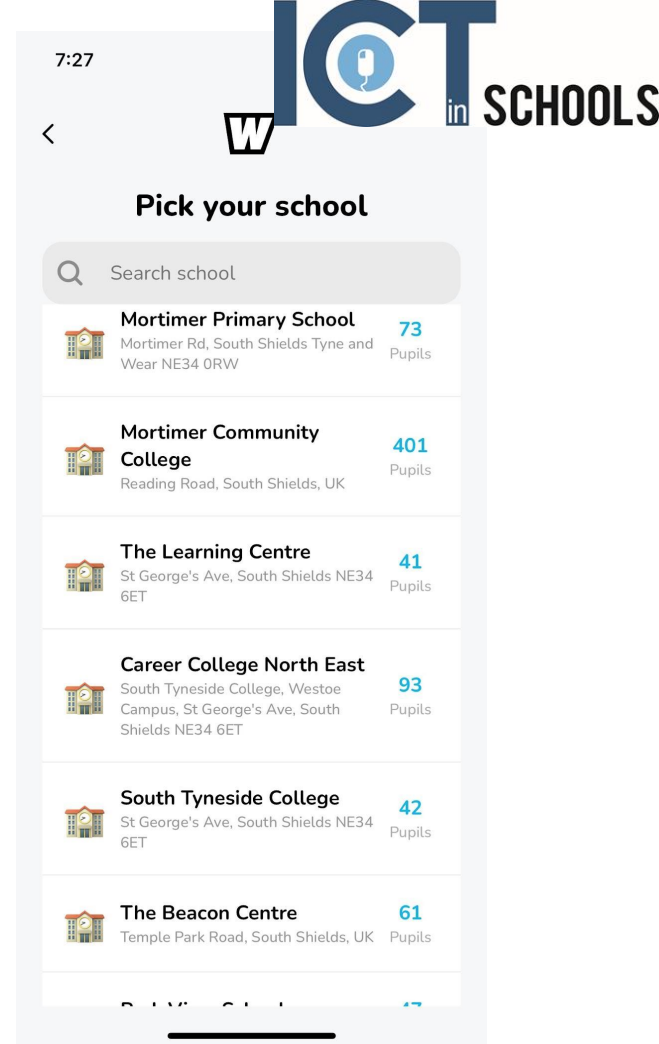 7:27
ICT in SCHOOLS
W
Pick your school
Search school
Mortimer Primary School
73
Mortimer Rd, South Shields Tyne and
Pupils
Wear NE34 0RW
Mortimer Community
401
College
Pupils
Reading Road, South Shields, UK
The Learning Centre
41
St George's Ave, South Shields NE34
Pupils
6ET
Career College North East
93
South Tyneside College, Westoe
Campus, St George's Ave, South
Pupils
Shields NE34 6ET
South Tyneside College
42
St George's Ave, South Shields NE34
Pupils
6ET
The Beacon Centre
61
Temple Park Road, South Shields, UK
Pupils